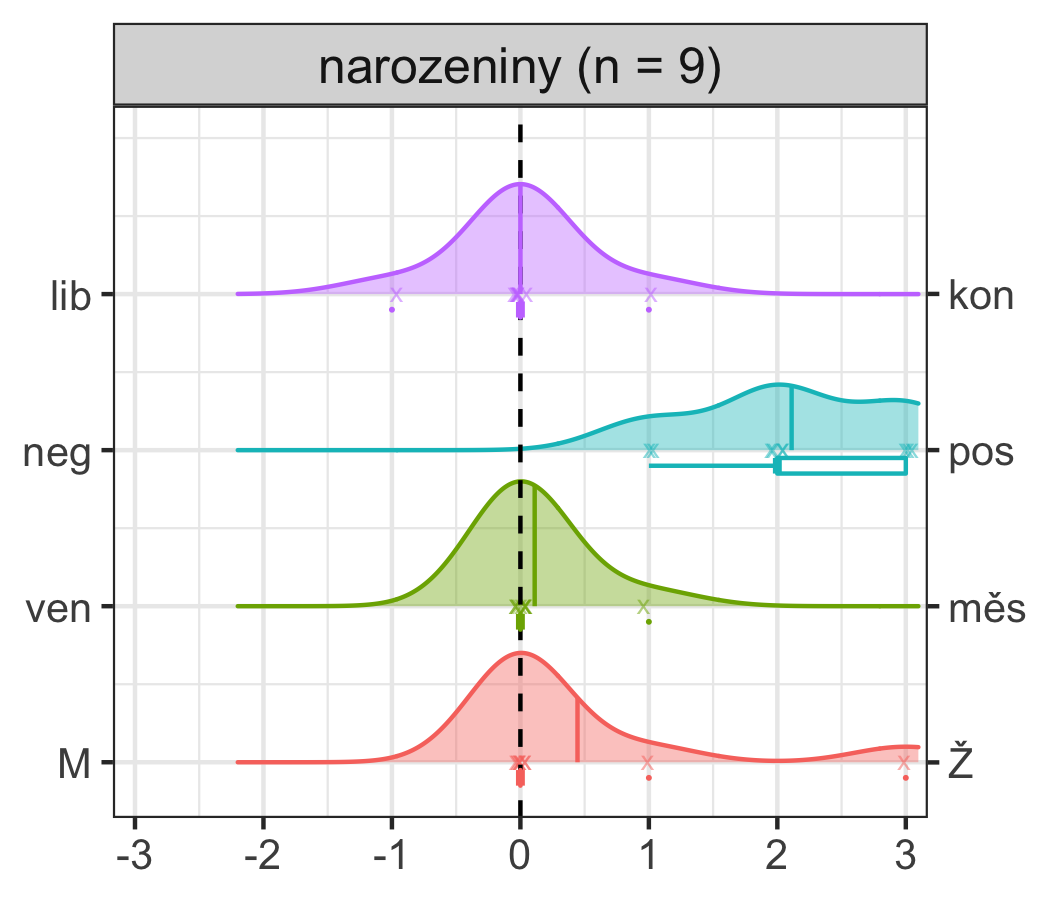 narozeniny (n = 9)
lib kon
neg pos
ven měs
M Ž
-3 -2 -1 0 1 2 3